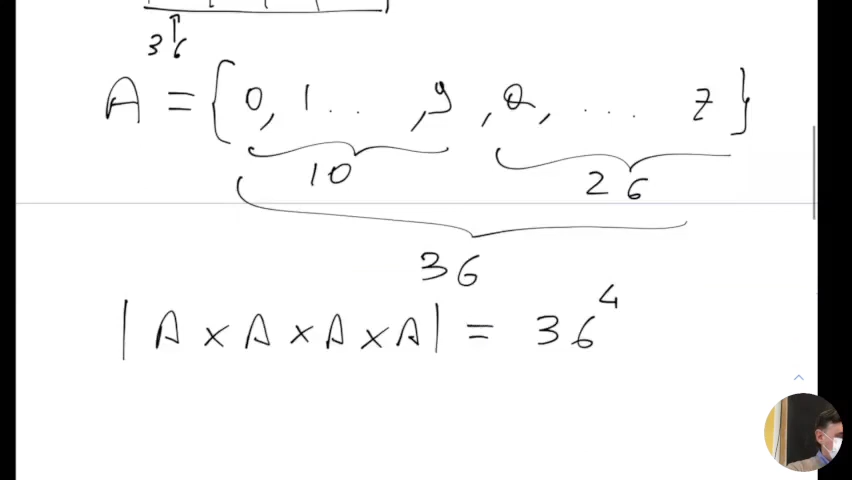 36
A = {0, 1 . . . , 9, a, . . . . z}
10 26
36
|A × A × A × A| = 36⁴